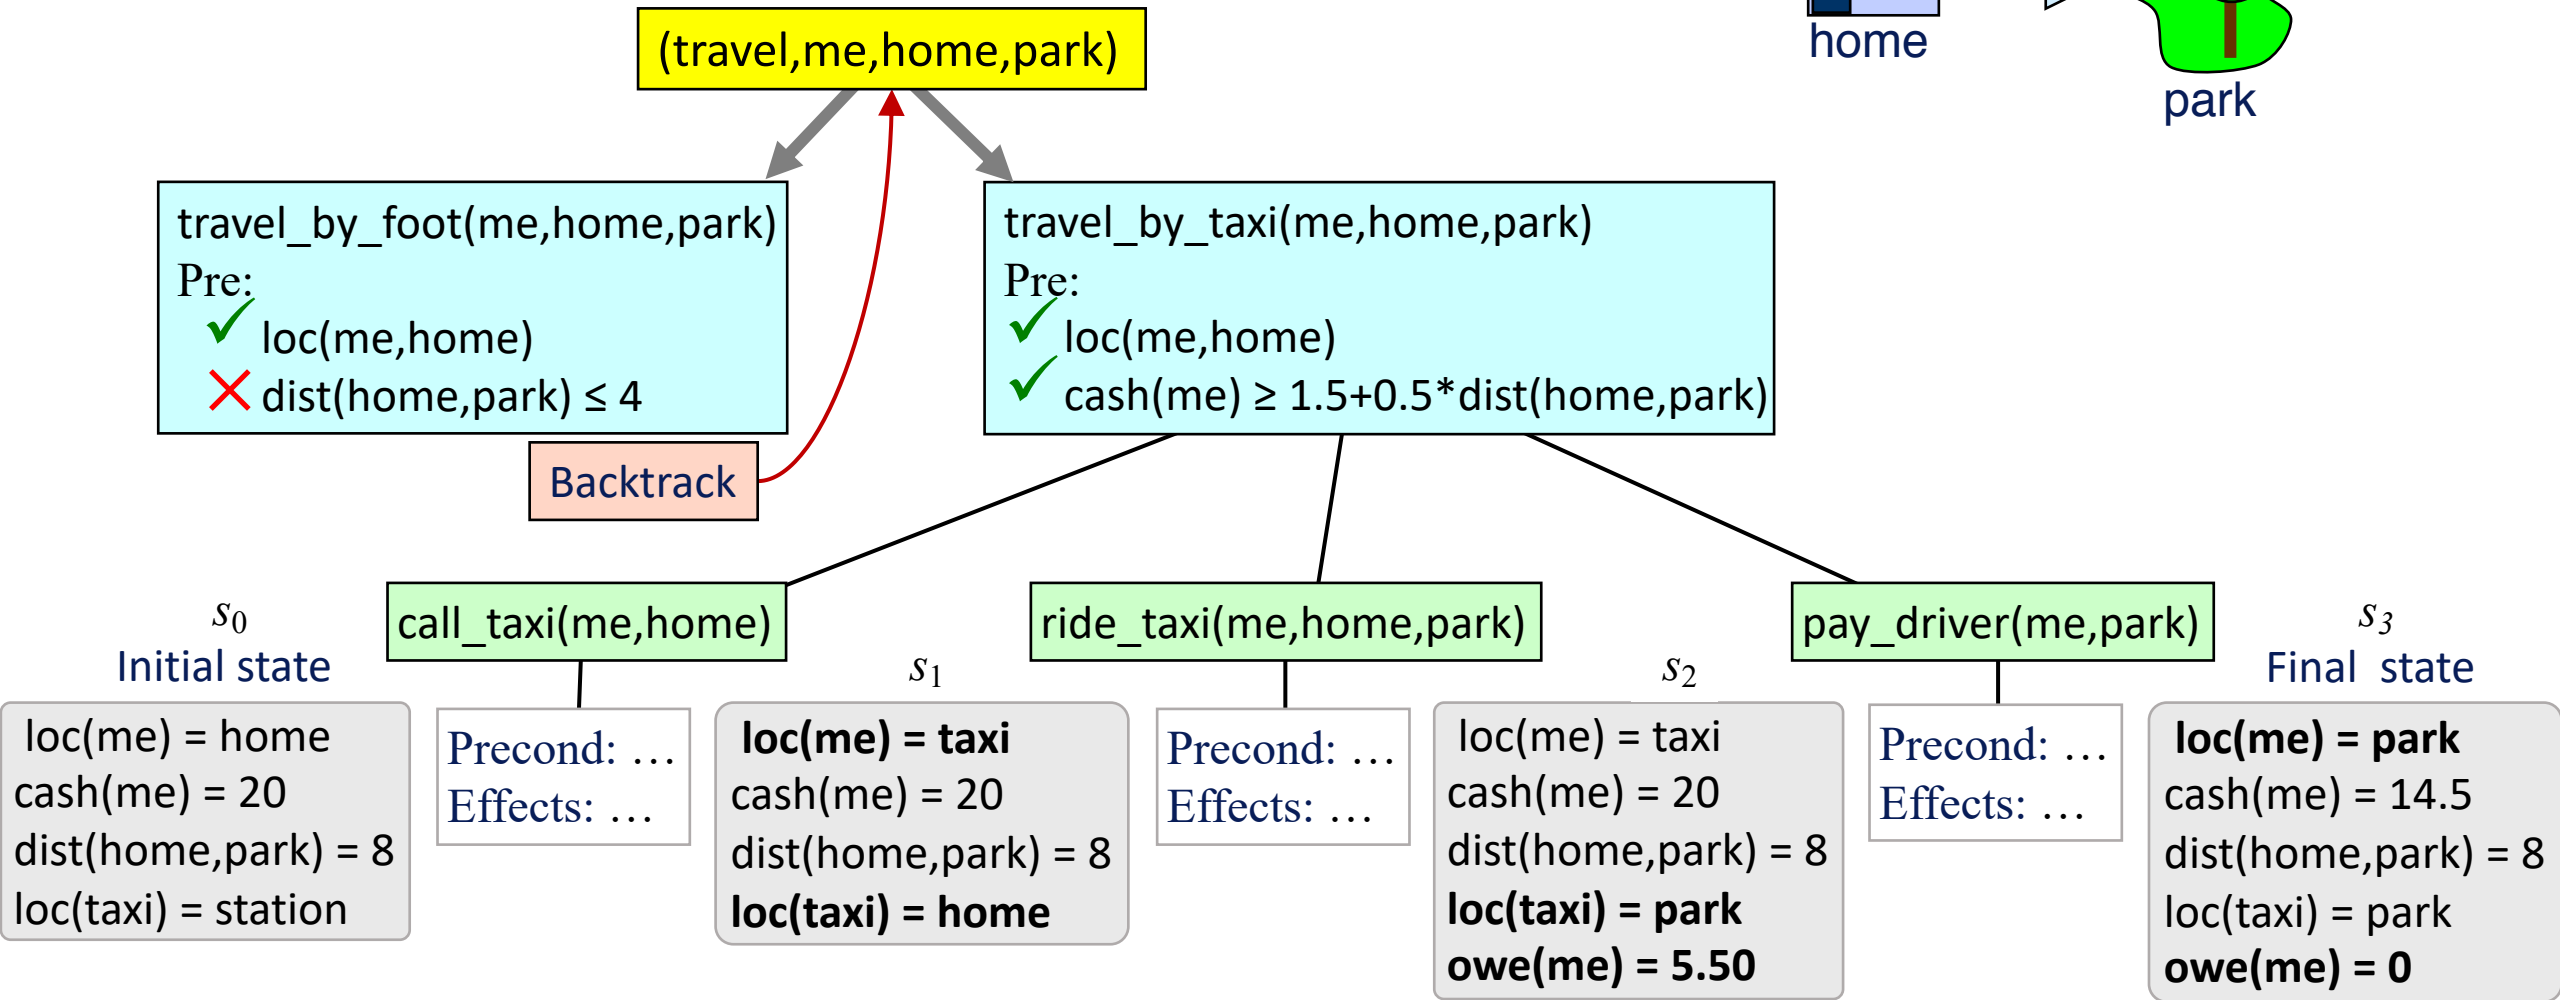 (travel,me,home,park)
home
park
travel_by_foot(me,home,park)
Pre:
loc(me,home)
dist(home,park) ≤ 4
travel_by_taxi(me,home,park)
Pre:
loc(me,home)
cash(me) ≥ 1.5+0.5*dist(home,park)
Backtrack
s0
Initial state
loc(me) = home
cash(me) = 20
dist(home,park) = 8
loc(taxi) = station
call_taxi(me,home)
Precond: …
Effects: …
s1
loc(me) = taxi
cash(me) = 20
dist(home,park) = 8
loc(taxi) = home
ride_taxi(me,home,park)
Precond: …
Effects: …
s2
loc(me) = taxi
cash(me) = 20
dist(home,park) = 8
loc(taxi) = park
owe(me) = 5.50
pay_driver(me,park)
Precond: …
Effects: …
s3
Final state
loc(me) = park
cash(me) = 14.5
dist(home,park) = 8
loc(taxi) = park
owe(me) = 0